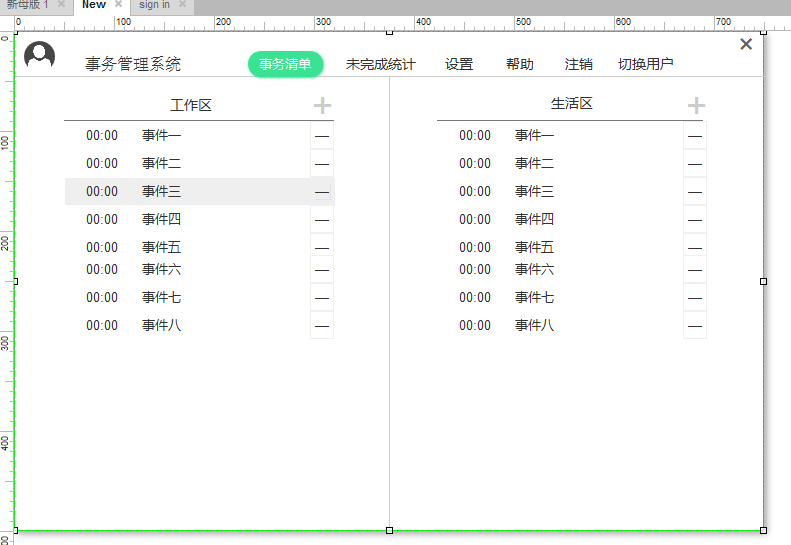 新母版 1 New sign in
0 100 200 300 400 500 600 700
事务管理系统 事务清单 未完成统计 设置 帮助 注销 切换用户
工作区
00:00 事件一
00:00 事件二
00:00 事件三
00:00 事件四
00:00 事件五
00:00 事件六
00:00 事件七
00:00 事件八
生活区
00:00 事件一
00:00 事件二
00:00 事件三
00:00 事件四
00:00 事件五
00:00 事件六
00:00 事件七
00:00 事件八
0
100
200
300
400